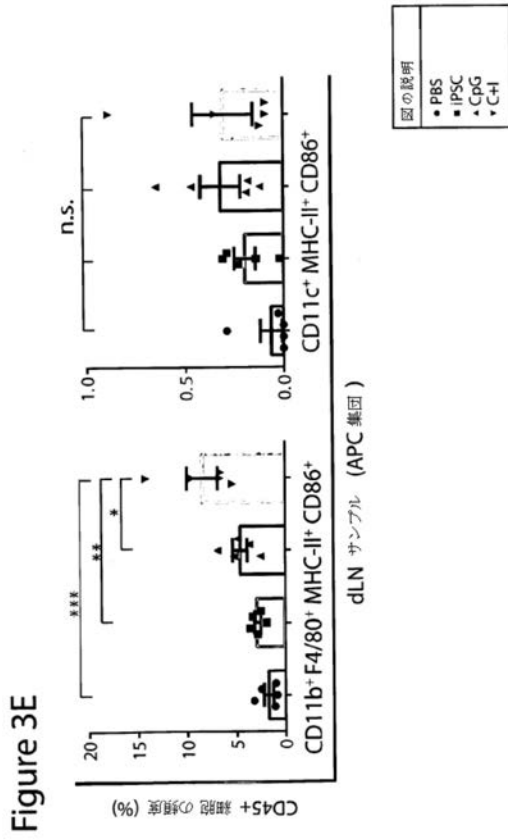 Figure 3E
CD45+ 細胞 の頻度 (%)
20
15
10
5
0
***
**
*
CD11b+ F4/80+ MHC-II+ CD86+
1.0
0.5
0.0
n.s.
CD11c+ MHC-II+ CD86+
dLN サンプル (APC 集団)
図の説明
● PBS
■ iPSC
▲ CpG
▼ C+I